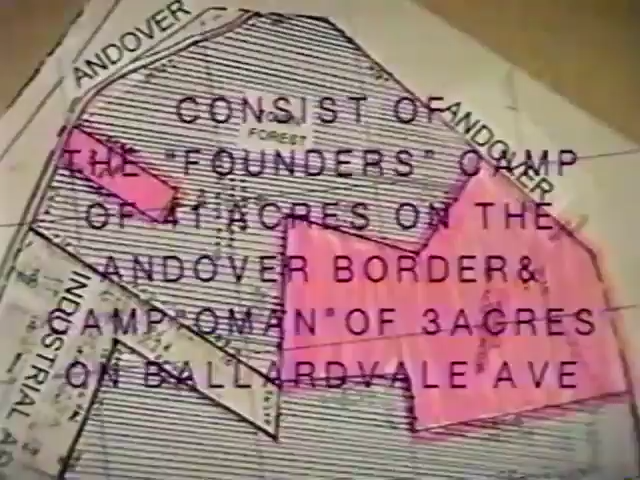 ANDOVER
CONSIST OF
ANDOVER
FOREST
THE "FOUNDERS" CAMP
OF 41 ACRES ON THE
ANDOVER BORDER&
CAMP"OMAN"OF 3ACRES
ON BALLARDVALE AVE
INDUSTRIAL